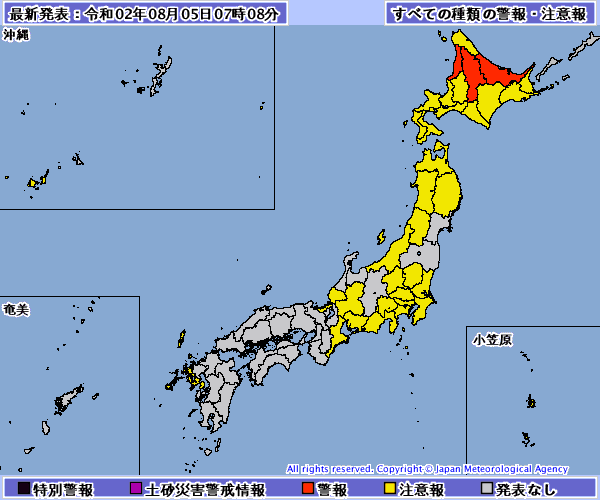 最新発表：令和02年08月05日07時08分
すべての種類の警報・注意報
沖縄
奄美
小笠原
All rights reserved. Copyright © Japan Meteorological Agency
特別警報
土砂災害警戒情報
警報
注意報
発表なし